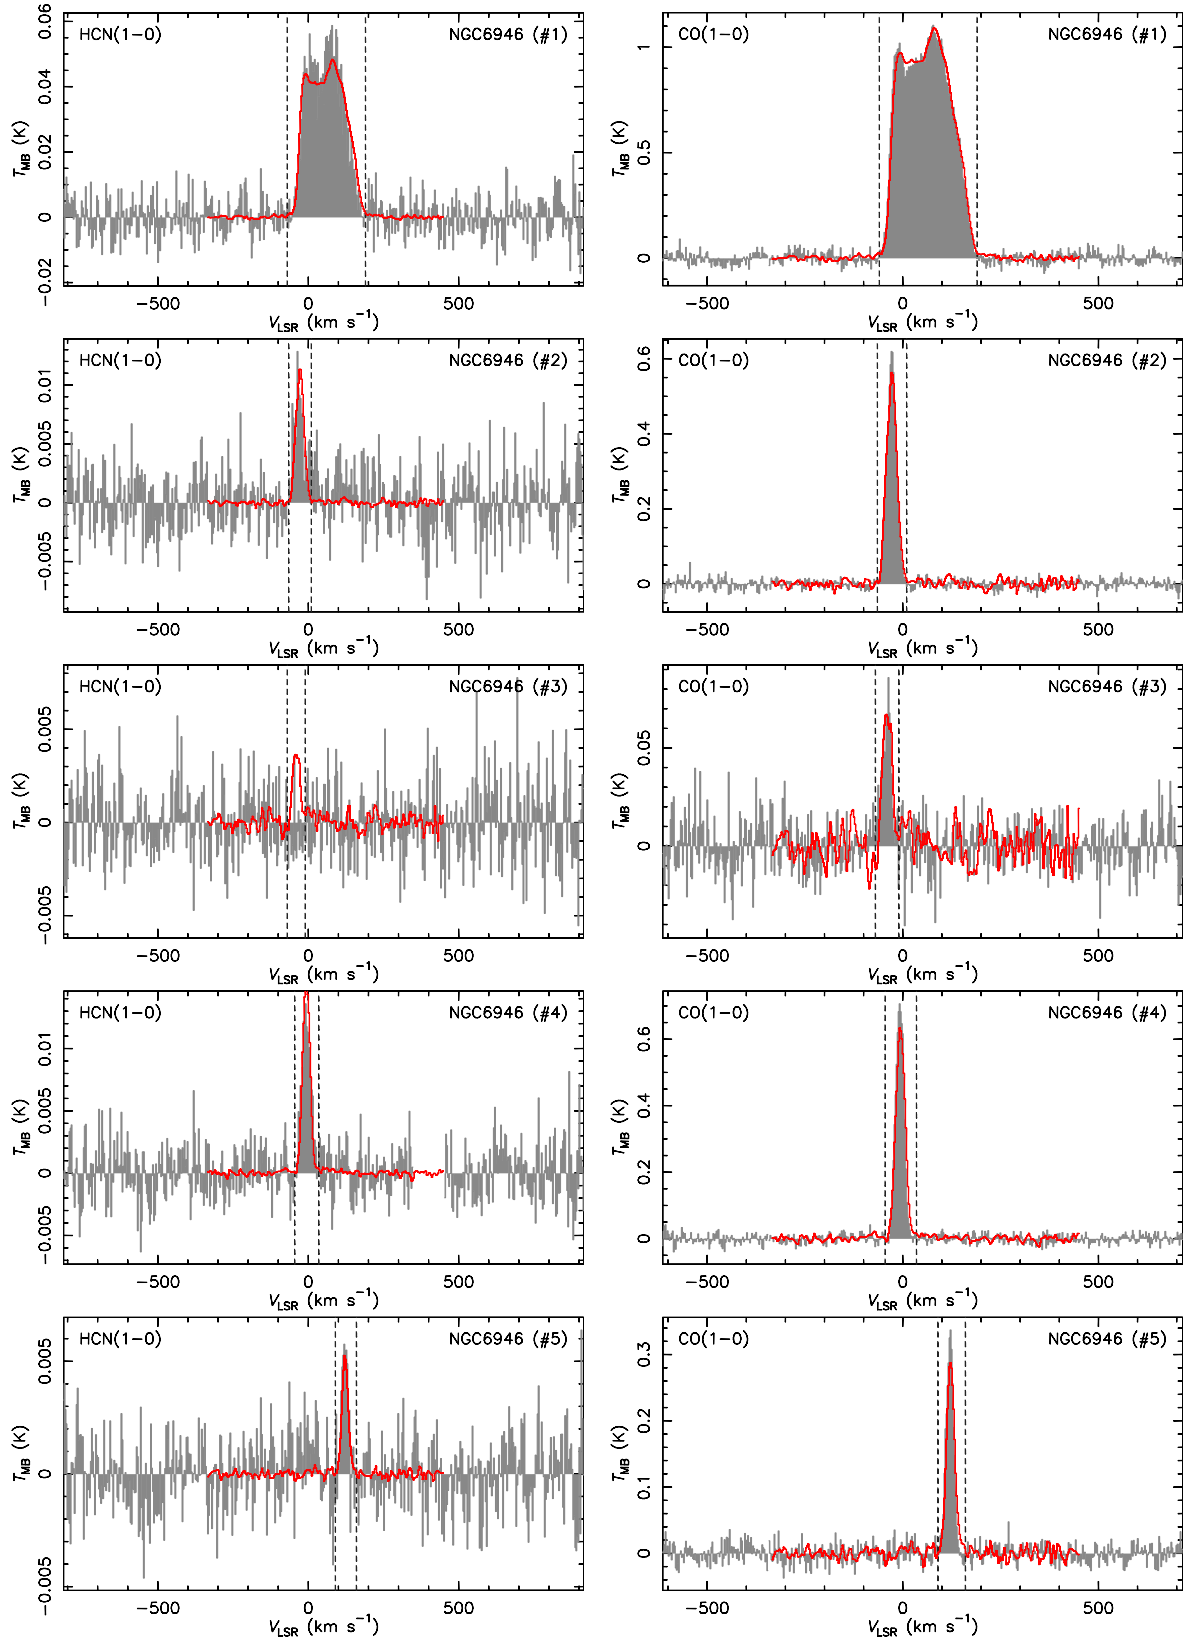 HCN(1−0) NGC6946 (#1)
T_MB (K)
−0.02 0 0.02 0.04 0.06
−500 0 500
V_LSR (km s⁻¹)
CO(1−0) NGC6946 (#1)
T_MB (K)
0 0.5 1
−500 0 500
V_LSR (km s⁻¹)
HCN(1−0) NGC6946 (#2)
T_MB (K)
−0.005 0 0.005 0.01
−500 0 500
V_LSR (km s⁻¹)
CO(1−0) NGC6946 (#2)
T_MB (K)
0 0.2 0.4 0.6
−500 0 500
V_LSR (km s⁻¹)
HCN(1−0) NGC6946 (#3)
T_MB (K)
−0.005 0 0.005
−500 0 500
V_LSR (km s⁻¹)
CO(1−0) NGC6946 (#3)
T_MB (K)
0 0.05
−500 0 500
V_LSR (km s⁻¹)
HCN(1−0) NGC6946 (#4)
T_MB (K)
−0.005 0 0.005 0.01
−500 0 500
V_LSR (km s⁻¹)
CO(1−0) NGC6946 (#4)
T_MB (K)
0 0.2 0.4 0.6
−500 0 500
V_LSR (km s⁻¹)
HCN(1−0) NGC6946 (#5)
T_MB (K)
−0.005 0 0.005
−500 0 500
V_LSR (km s⁻¹)
CO(1−0) NGC6946 (#5)
T_MB (K)
0 0.1 0.2 0.3
−500 0 500
V_LSR (km s⁻¹)